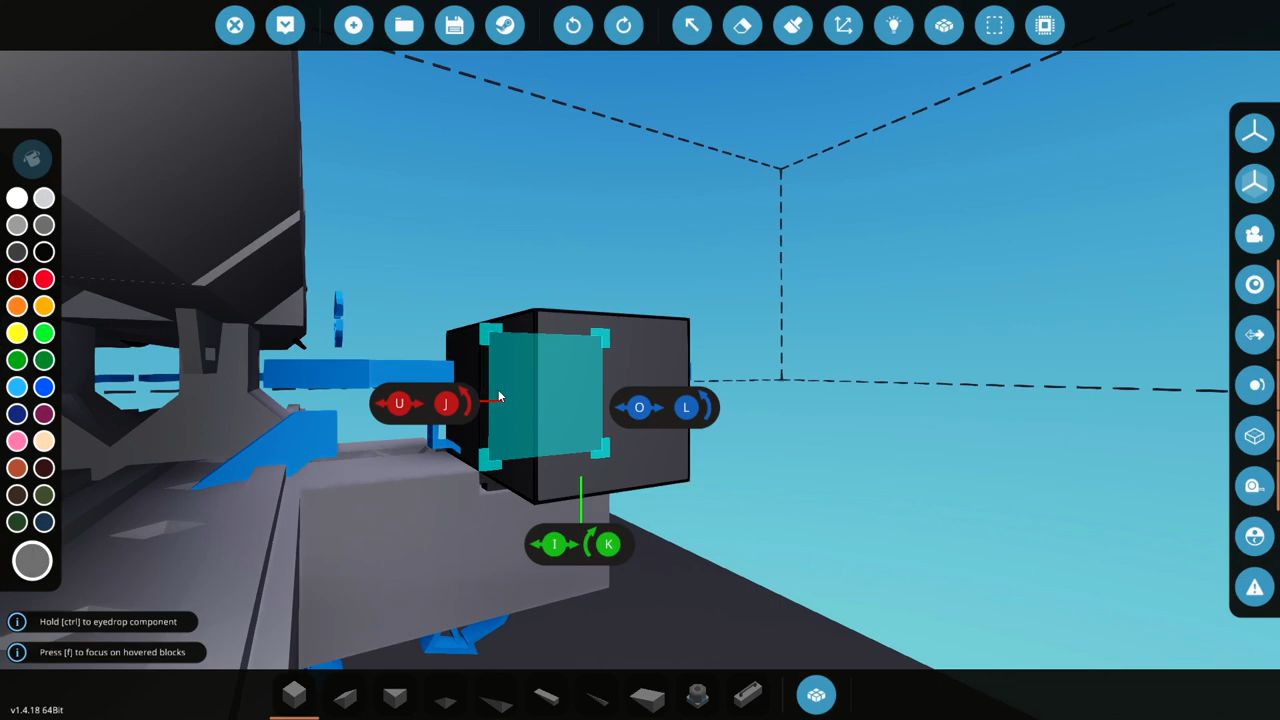 U J
O L
I K
Hold [ctrl] to eyedrop component
Press [f] to focus on hovered blocks
v1.4.18 64Bit